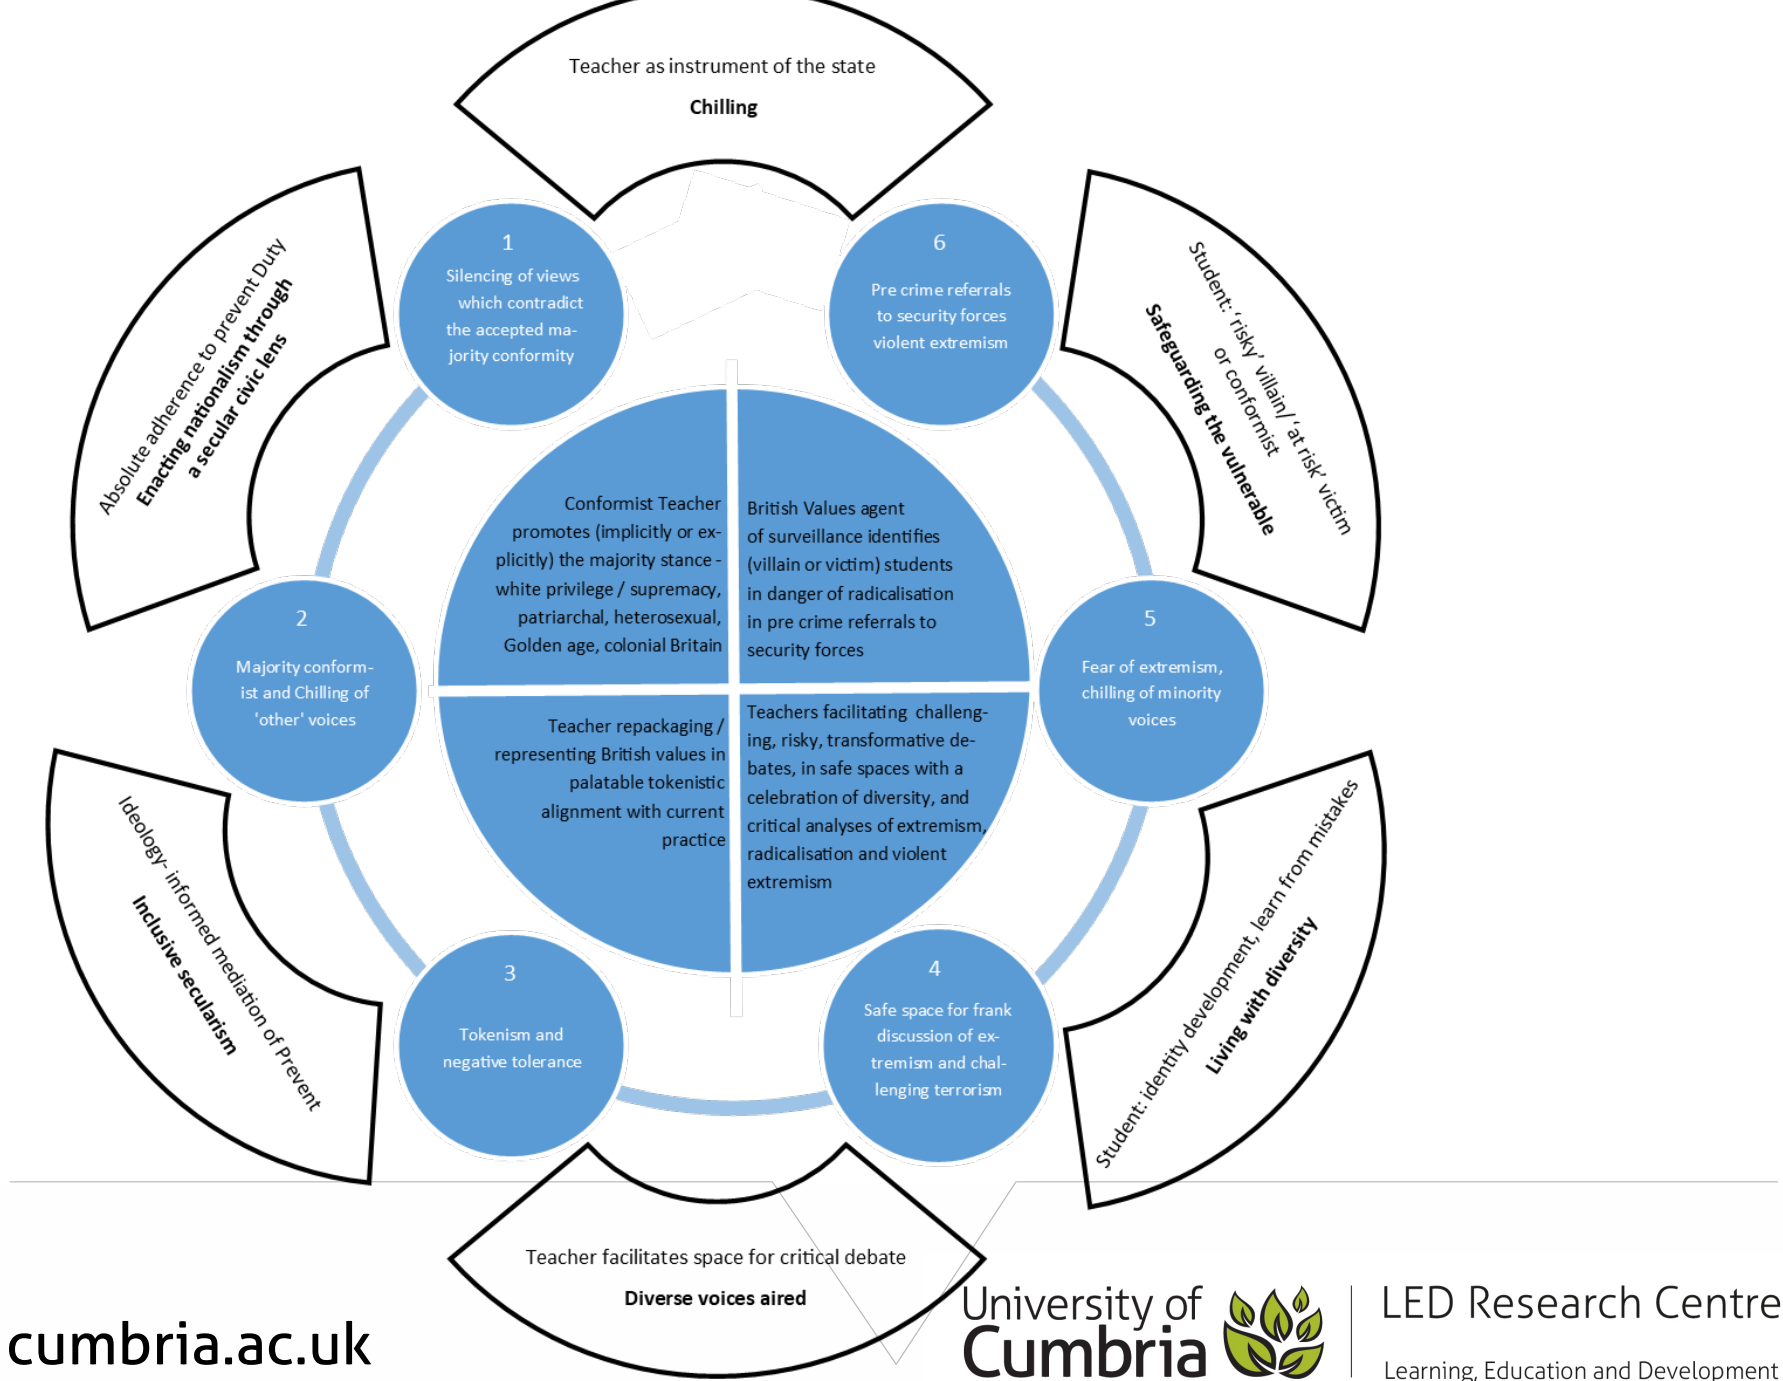 Teacher as instrument of the state
Chilling
Absolute adherence to prevent Duty
Enacting nationalism through
a secular civic lens
1
Silencing of views
which contradict
the accepted ma-
jority conformity
6
Pre crime referrals
to security forces
violent extremism
Student: ‘risky’ villain/ ‘at risk’ victim
or conformist
Safeguarding the vulnerable
Conformist Teacher
promotes (implicitly or ex-
plicitly) the majority stance -
white privilege / supremacy,
patriarchal, heterosexual,
Golden age, colonial Britain
British Values agent
of surveillance identifies
(villain or victim) students
in danger of radicalisation
in pre crime referrals to
security forces
2
Majority conform-
ist and Chilling of
'other' voices
5
Fear of extremism,
chilling of minority
voices
Teacher repackaging /
representing British values in
palatable tokenistic
alignment with current
practice
Teachers facilitating challeng-
ing, risky, transformative de-
bates, in safe spaces with a
celebration of diversity, and
critical analyses of extremism,
radicalisation and violent
extremism
Ideology- informed mediation of Prevent
Inclusive secularism
3
Tokenism and
negative tolerance
4
Safe space for frank
discussion of ex-
tremism and chal-
lenging terrorism
Student: identity development, learn from mistakes
Living with diversity
Teacher facilitates space for critical debate
Diverse voices aired
cumbria.ac.uk
University of
Cumbria
LED Research Centre
Learning, Education and Development